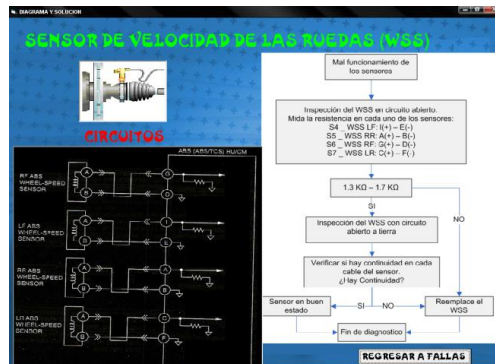 DIAGRAMA Y SOLUCION
SENSOR DE VELOCIDAD DE LAS RUEDAS (WSS)
CIRCUITOS
ABS (ABS/TCS) HU/CM
RF ABS
WHEEL-SPEED
SENSOR
A
B
G
D
LF ABS
WHEEL-SPEED
SENSOR
A
B
I
E
RR ABS
WHEEL-SPEED
SENSOR
A
B
A
B
LR ABS
WHEEL-SPEED
SENSOR
A
B
C
F
Mal funcionamiento de
los sensores
Inspección del WSS en circuito abierto.
Mida la resistencia en cada uno de los sensores:
S4 _ WSS LF: I(+) – E(-)
S5 _ WSS RR: A(+) – B(-)
S6 _ WSS RF: G(+) – D(-)
S7 _ WSS LR: C(+) – F(-)
1.3 KΩ – 1.7 KΩ
SI
NO
Inspección del WSS con circuito
abierto a tierra
Verificar si hay continuidad en cada
cable del sensor.
¿Hay Continuidad?
Sensor en buen
estado
SI
NO
Reemplace el
WSS
Fin de diagnostico
REGRESAR A FALLAS